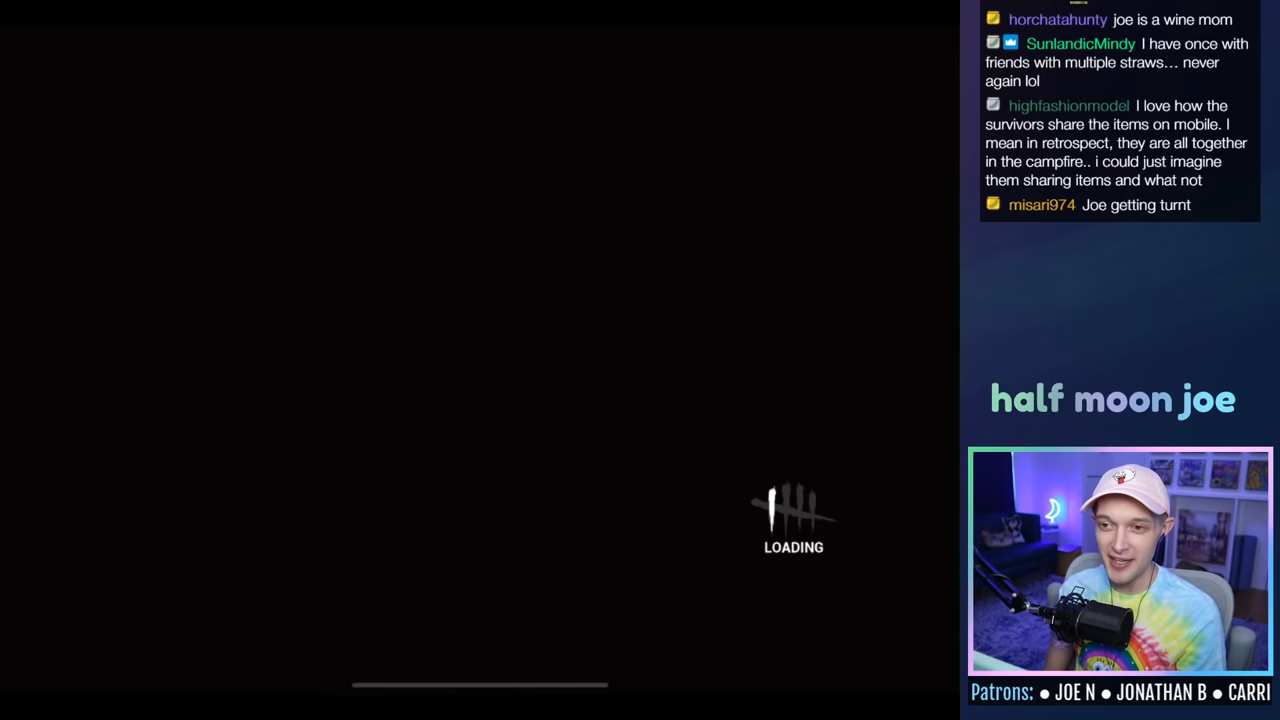 horchatahunty joe is a wine mom
SunlandicMindy I have once with
friends with multiple straws... never
again lol
highfashionmodel I love how the
survivors share the items on mobile. I
mean in retrospect, they are all together
in the campfire.. i could just imagine
them sharing items and what not
misari974 Joe getting turnt
half moon joe
LOADING
Patrons: ● JOE N ● JONATHAN B ● CARRI